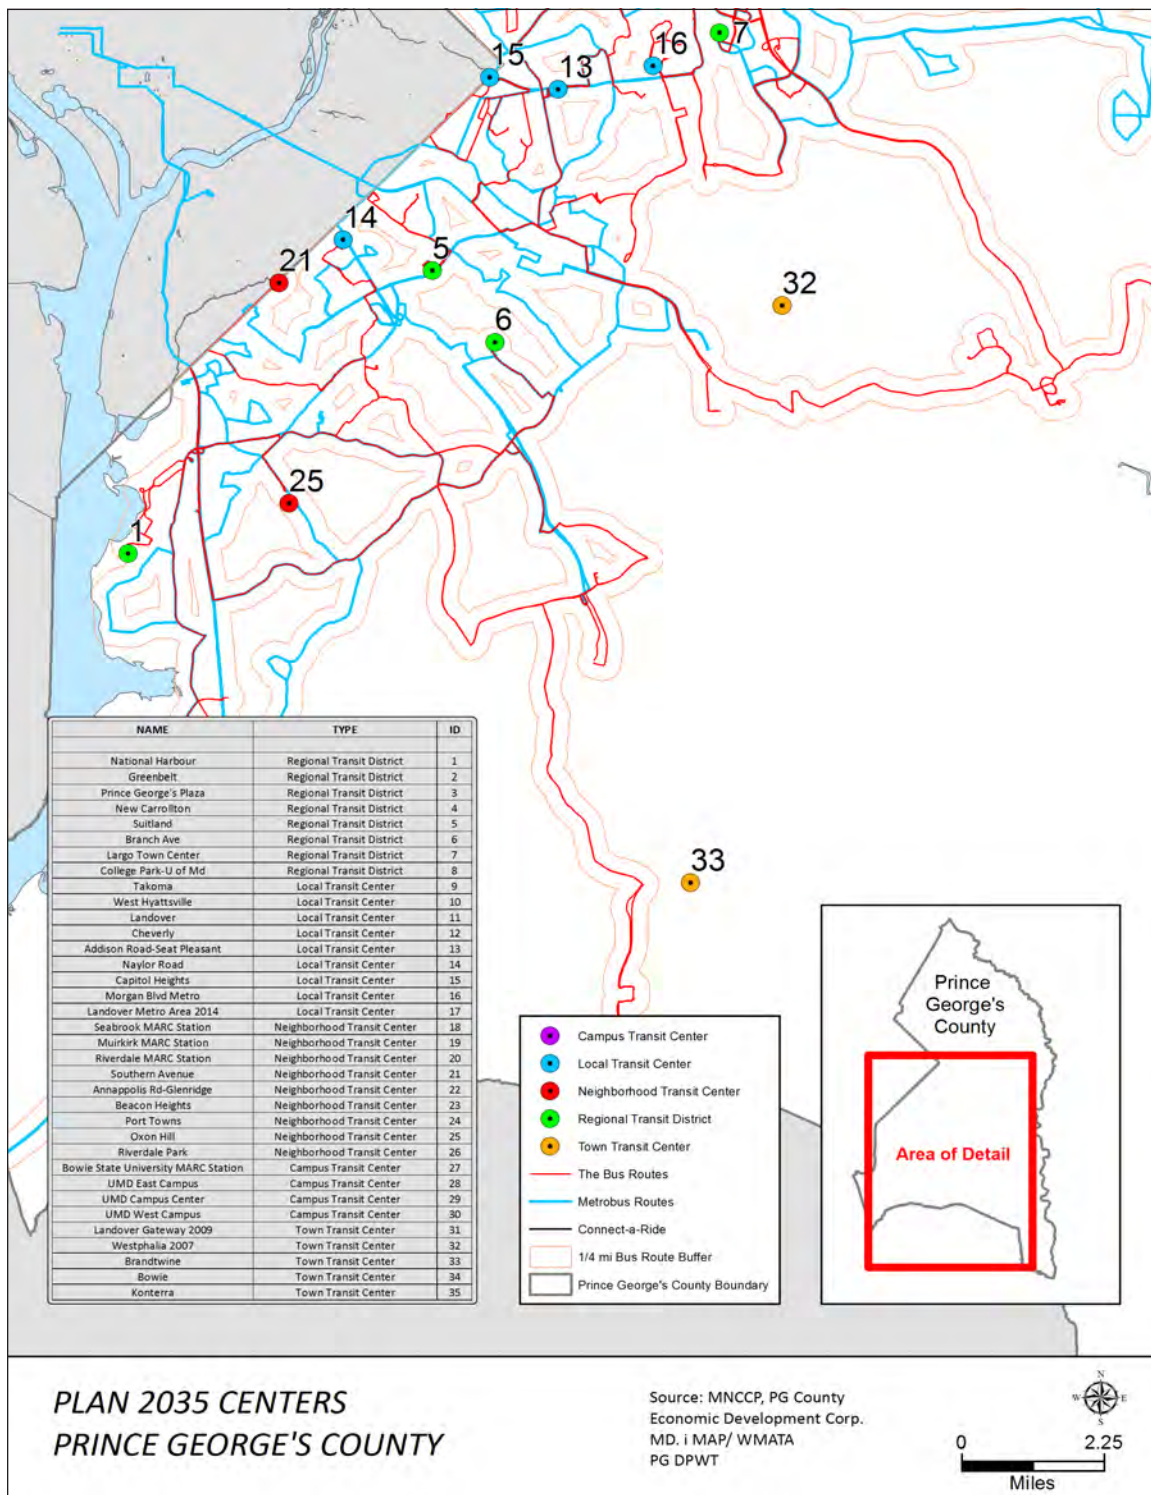 7
16
15
13
14
5
21
32
6
25
1
33
NAME TYPE ID
National Harbour Regional Transit District 1
Greenbelt Regional Transit District 2
Prince George's Plaza Regional Transit District 3
New Carrollton Regional Transit District 4
Suitland Regional Transit District 5
Branch Ave Regional Transit District 6
Largo Town Center Regional Transit District 7
College Park-U of Md Regional Transit District 8
Takoma Local Transit Center 9
West Hyattsville Local Transit Center 10
Landover Local Transit Center 11
Cheverly Local Transit Center 12
Addison Road-Seat Pleasant Local Transit Center 13
Naylor Road Local Transit Center 14
Capitol Heights Local Transit Center 15
Morgan Blvd Metro Local Transit Center 16
Landover Metro Area 2014 Local Transit Center 17
Seabrook MARC Station Neighborhood Transit Center 18
Muirkirk MARC Station Neighborhood Transit Center 19
Riverdale MARC Station Neighborhood Transit Center 20
Southern Avenue Neighborhood Transit Center 21
Annappolis Rd-Glenridge Neighborhood Transit Center 22
Beacon Heights Neighborhood Transit Center 23
Port Towns Neighborhood Transit Center 24
Oxon Hill Neighborhood Transit Center 25
Riverdale Park Neighborhood Transit Center 26
Bowie State University MARC Station Campus Transit Center 27
UMD East Campus Campus Transit Center 28
UMD Campus Center Campus Transit Center 29
UMD West Campus Campus Transit Center 30
Landover Gateway 2009 Town Transit Center 31
Westphalia 2007 Town Transit Center 32
Brandtwine Town Transit Center 33
Bowie Town Transit Center 34
Konterra Town Transit Center 35
Campus Transit Center
Local Transit Center
Neighborhood Transit Center
Regional Transit District
Town Transit Center
The Bus Routes
Metrobus Routes
Connect-a-Ride
1/4 mi Bus Route Buffer
Prince George's County Boundary
Prince
George's
County
Area of Detail
PLAN 2035 CENTERS
PRINCE GEORGE'S COUNTY
Source: MNCCP, PG County
Economic Development Corp.
MD. i MAP/ WMATA
PG DPWT
N
W E
S
0 2.25
Miles